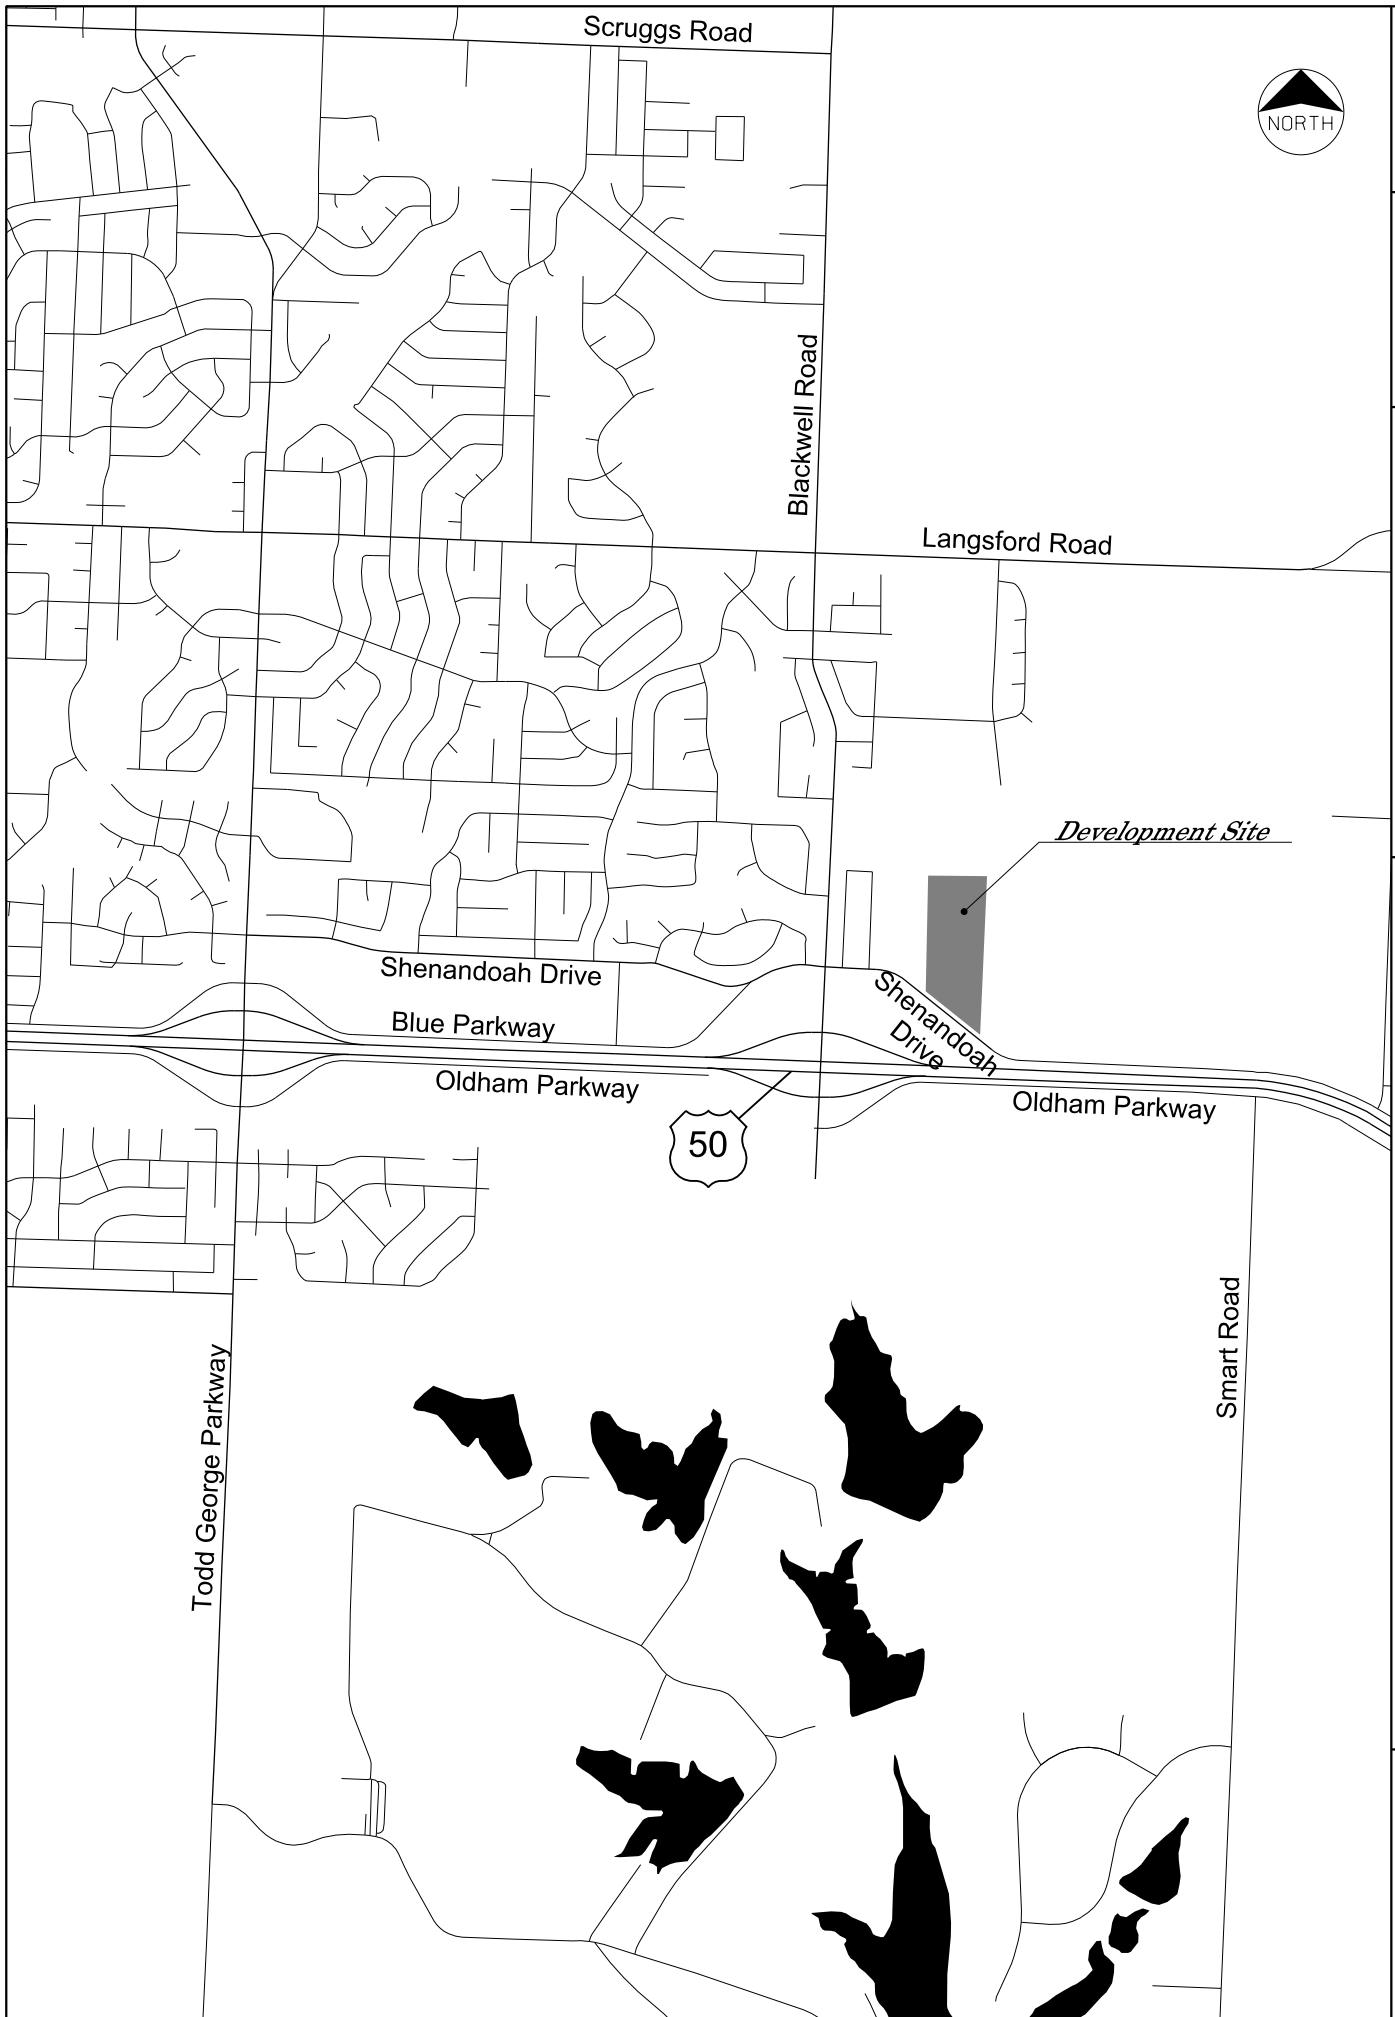 Scruggs Road
NORTH
Blackwell Road
Langsford Road
Development Site
Shenandoah Drive
Shenandoah
Drive
Blue Parkway
Oldham Parkway
Oldham Parkway
50
Smart Road
Todd George Parkway